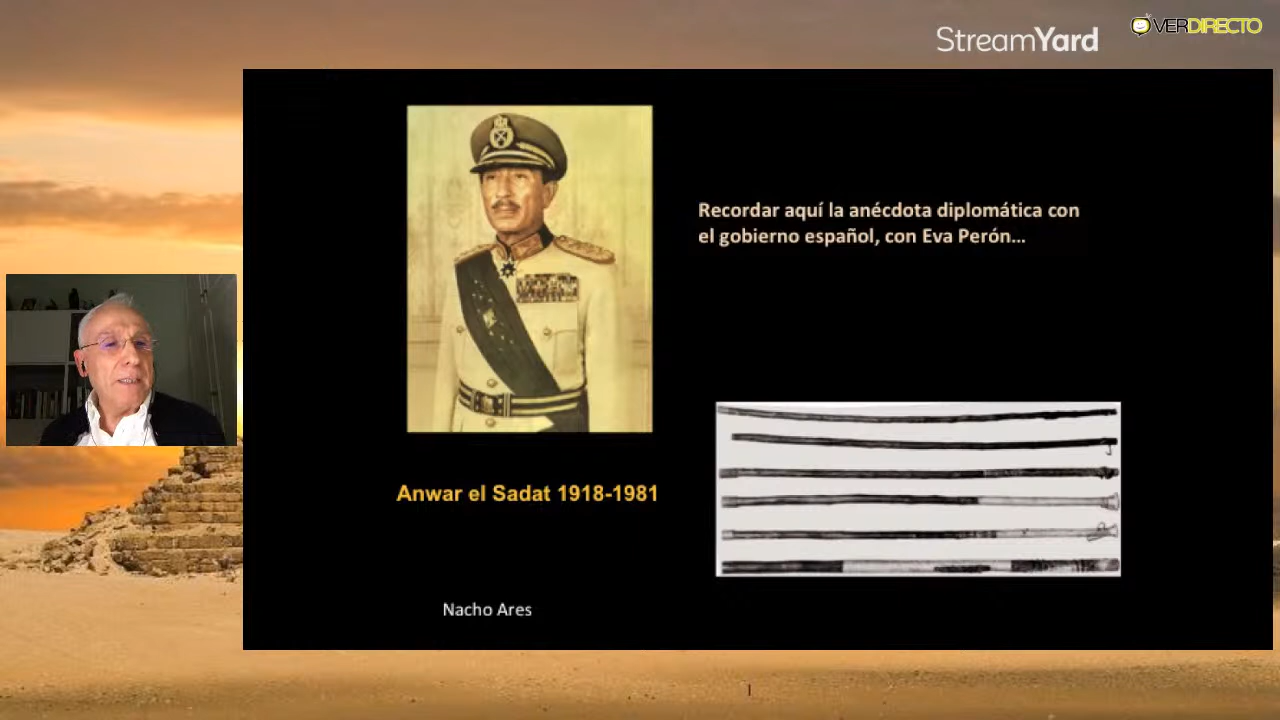 StreamYard
VERDIRECTO
Recordar aquí la anécdota diplomática con
el gobierno español, con Eva Perón...
Anwar el Sadat 1918-1981
Nacho Ares